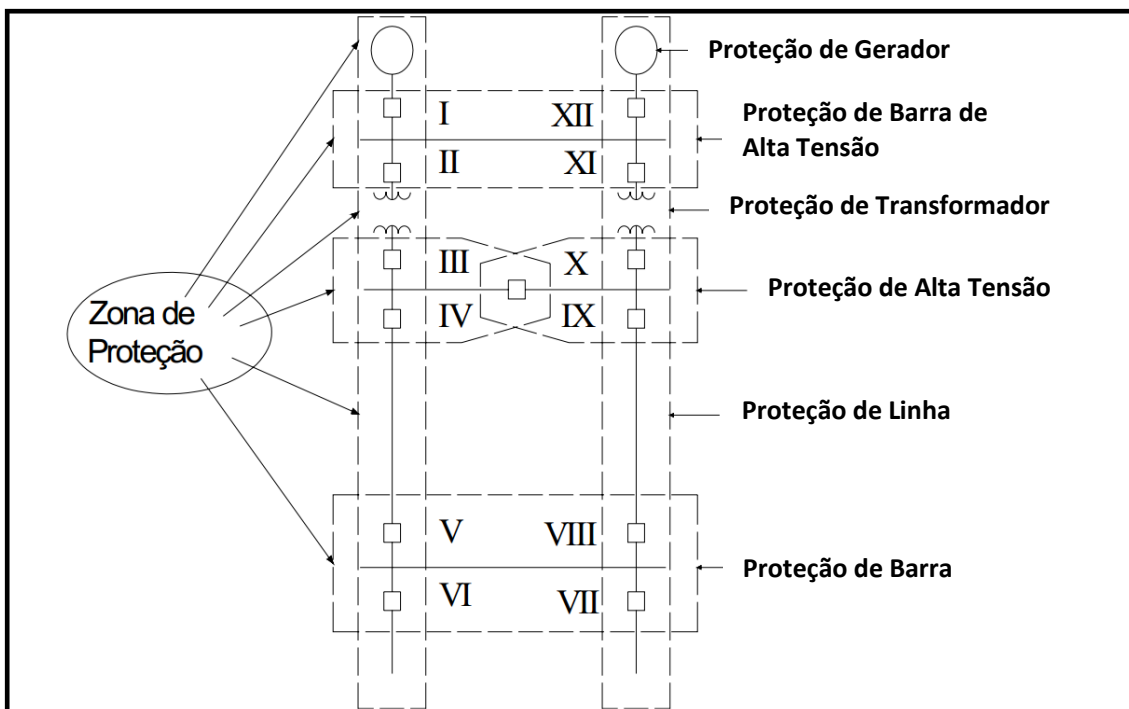 Proteção de Gerador
I
XII
Proteção de Barra de
Alta Tensão
II
XI
Proteção de Transformador
III
X
Proteção de Alta Tensão
Zona de
Proteção
IV
IX
Proteção de Linha
V
VIII
Proteção de Barra
VI
VII